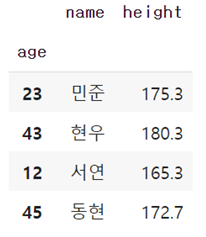 name height
age
23 민준 175.3
43 현우 180.3
12 서연 165.3
45 동현 172.7